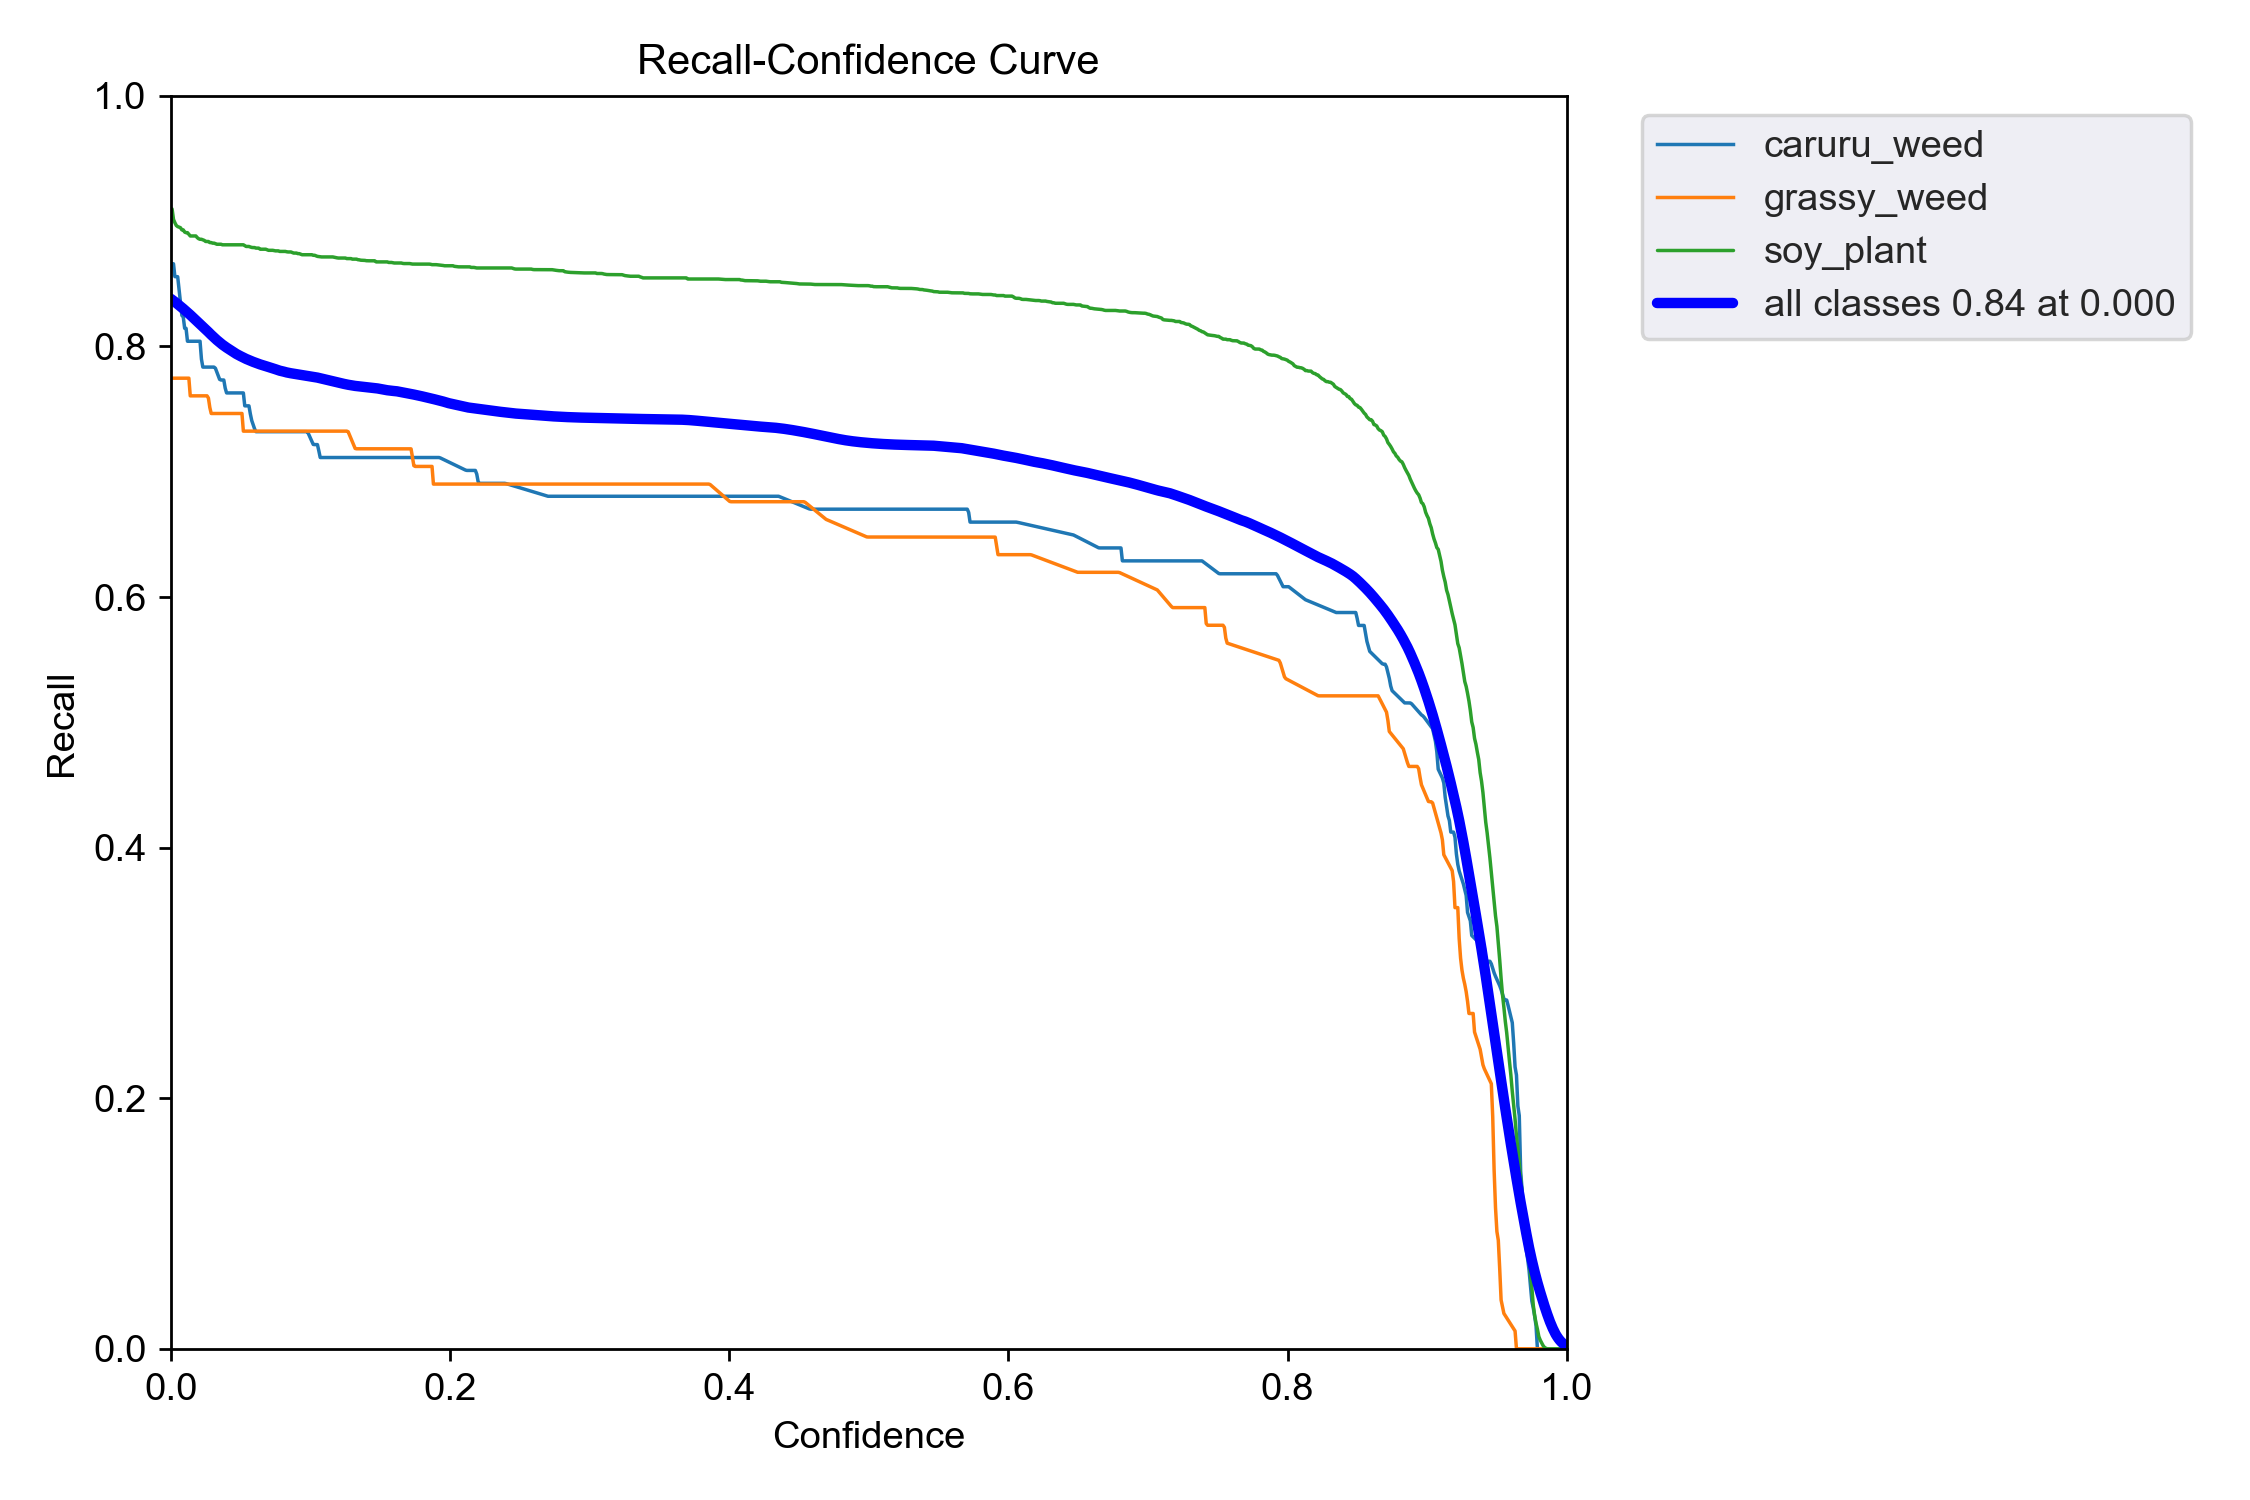 Recall-Confidence Curve
1.0
0.8
0.6
0.4
0.2
0.0
Recall
0.0 0.2 0.4 0.6 0.8 1.0
Confidence
caruru_weed
grassy_weed
soy_plant
all classes 0.84 at 0.000